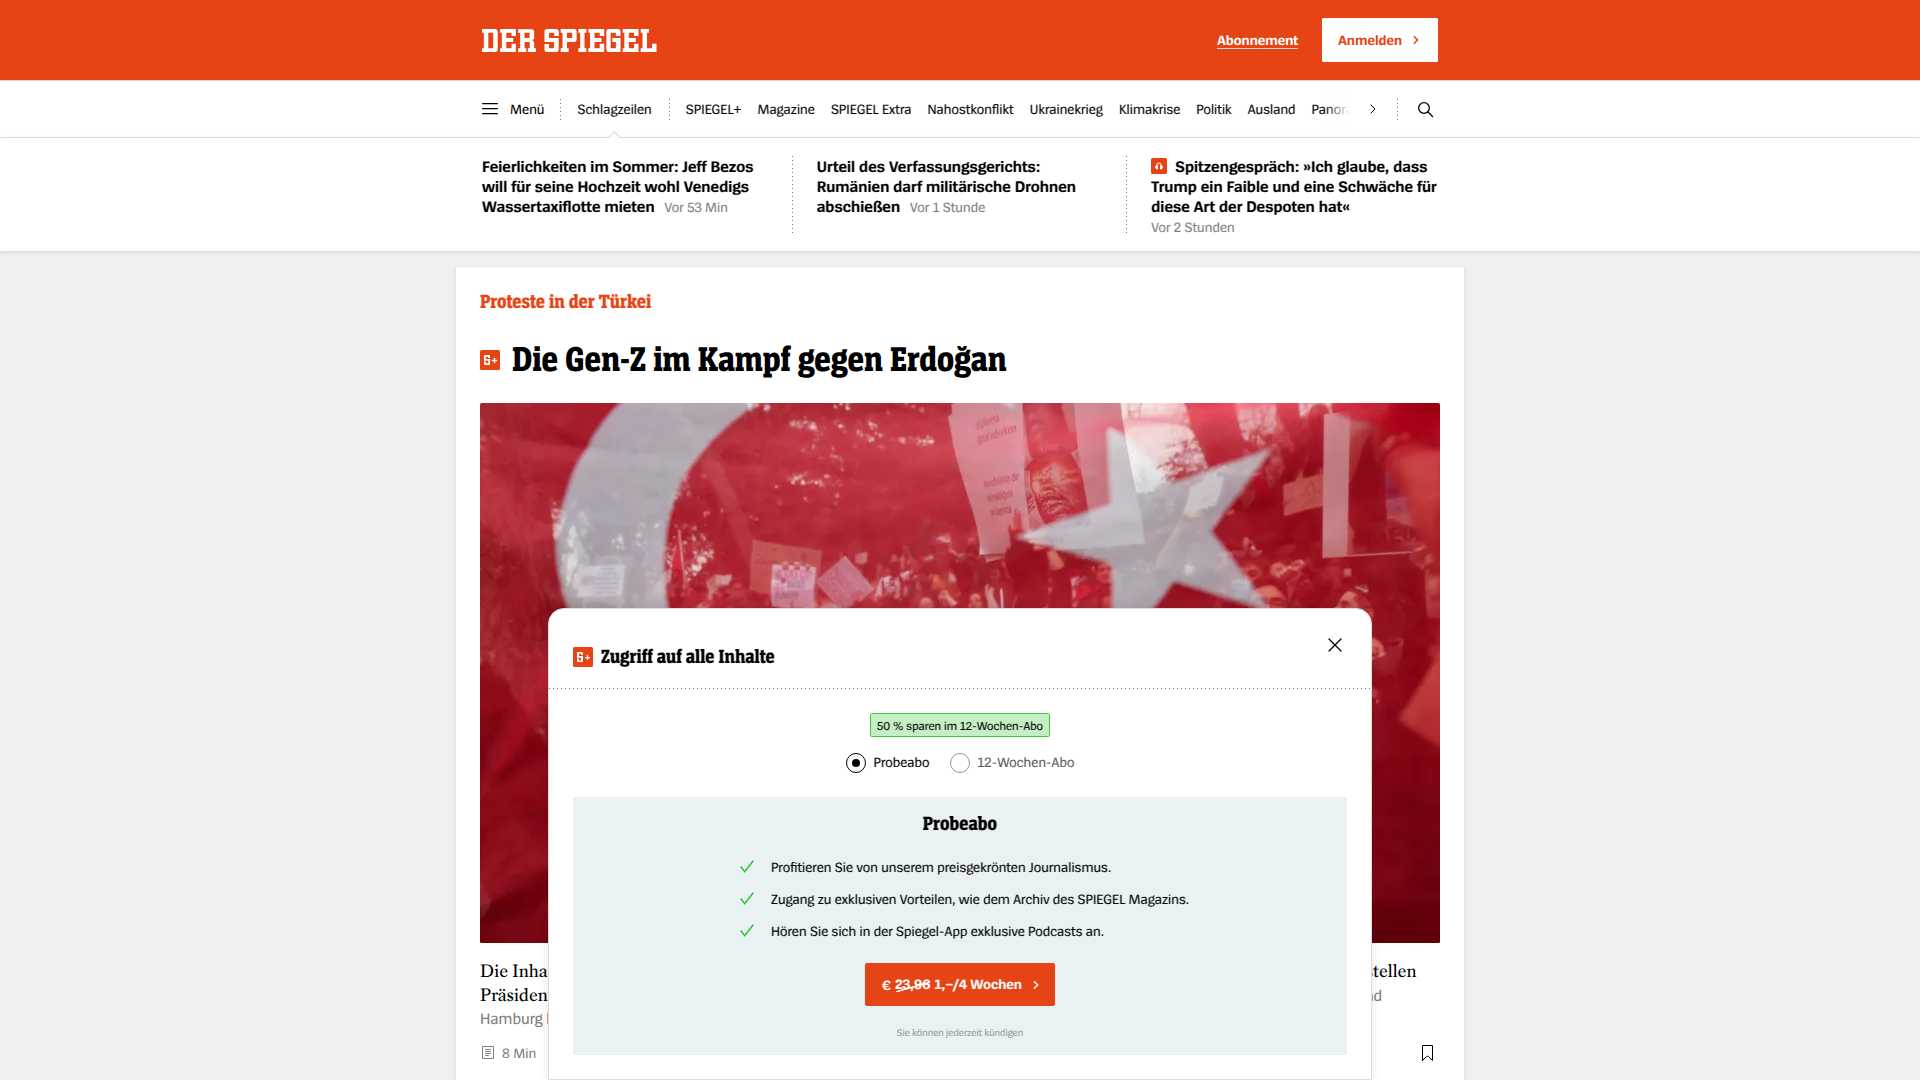 DER SPIEGEL
Abonnement
Anmelden
Menü
Schlagzeilen
SPIEGEL+
Magazine
SPIEGEL Extra
Nahostkonflikt
Ukrainekrieg
Klimakrise
Politik
Ausland
Panor
Feierlichkeiten im Sommer: Jeff Bezos
will für seine Hochzeit wohl Venedigs
Wassertaxiflotte mieten Vor 53 Min
Urteil des Verfassungsgerichts:
Rumänien darf militärische Drohnen
abschießen Vor 1 Stunde
Spitzengespräch: »Ich glaube, dass
Trump ein Faible und eine Schwäche für
diese Art der Despoten hat«
Vor 2 Stunden
Proteste in der Türkei
Die Gen-Z im Kampf gegen Erdoğan
Zugriff auf alle Inhalte
50 % sparen im 12-Wochen-Abo
Probeabo
12-Wochen-Abo
Probeabo
Profitieren Sie von unserem preisgekrönten Journalismus.
Zugang zu exklusiven Vorteilen, wie dem Archiv des SPIEGEL Magazins.
Hören Sie sich in der Spiegel-App exklusive Podcasts an.
€ 23,96 1,–/4 Wochen
Sie können jederzeit kündigen
Die Inha
tellen
Präsiden
Hamburg
8 Min